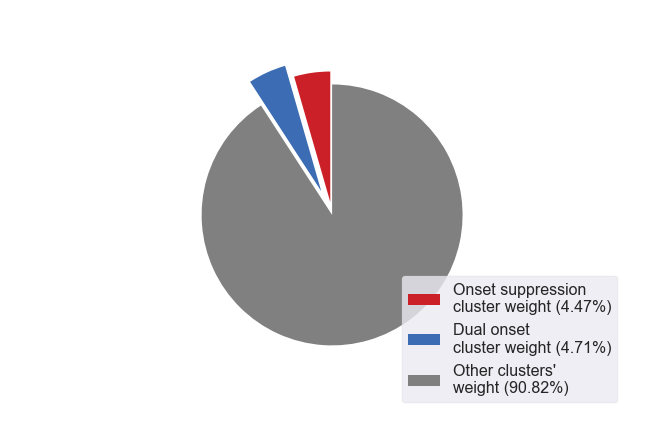 Onset suppression
cluster weight (4.47%)
Dual onset
cluster weight (4.71%)
Other clusters'
weight (90.82%)